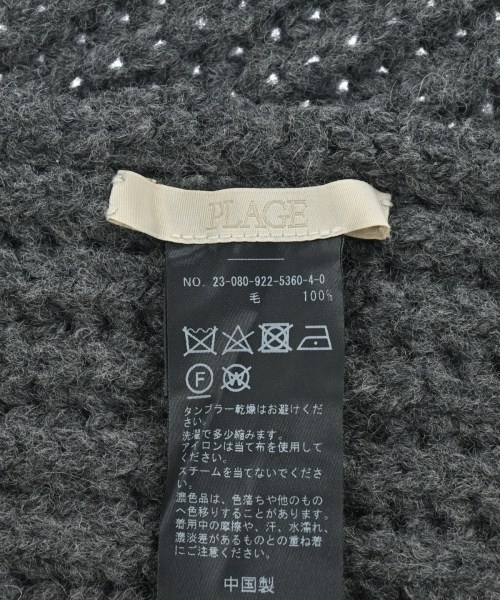 PLAGE
NO. 23-080-922-5360-4-0
毛 100%
F W
タンブラー乾燥はお避けくだ
さい。
洗濯で多少縮みます。
アイロンは当て布を使用して
ください。
スチームを当てないでくださ
い。
濃色品は、色落ちや他のもの
へ色移りすることがあります。
着用中の摩擦や、汗、水濡れ、
濃淡差があるものとの重ね着
にご注意ください。
中国製